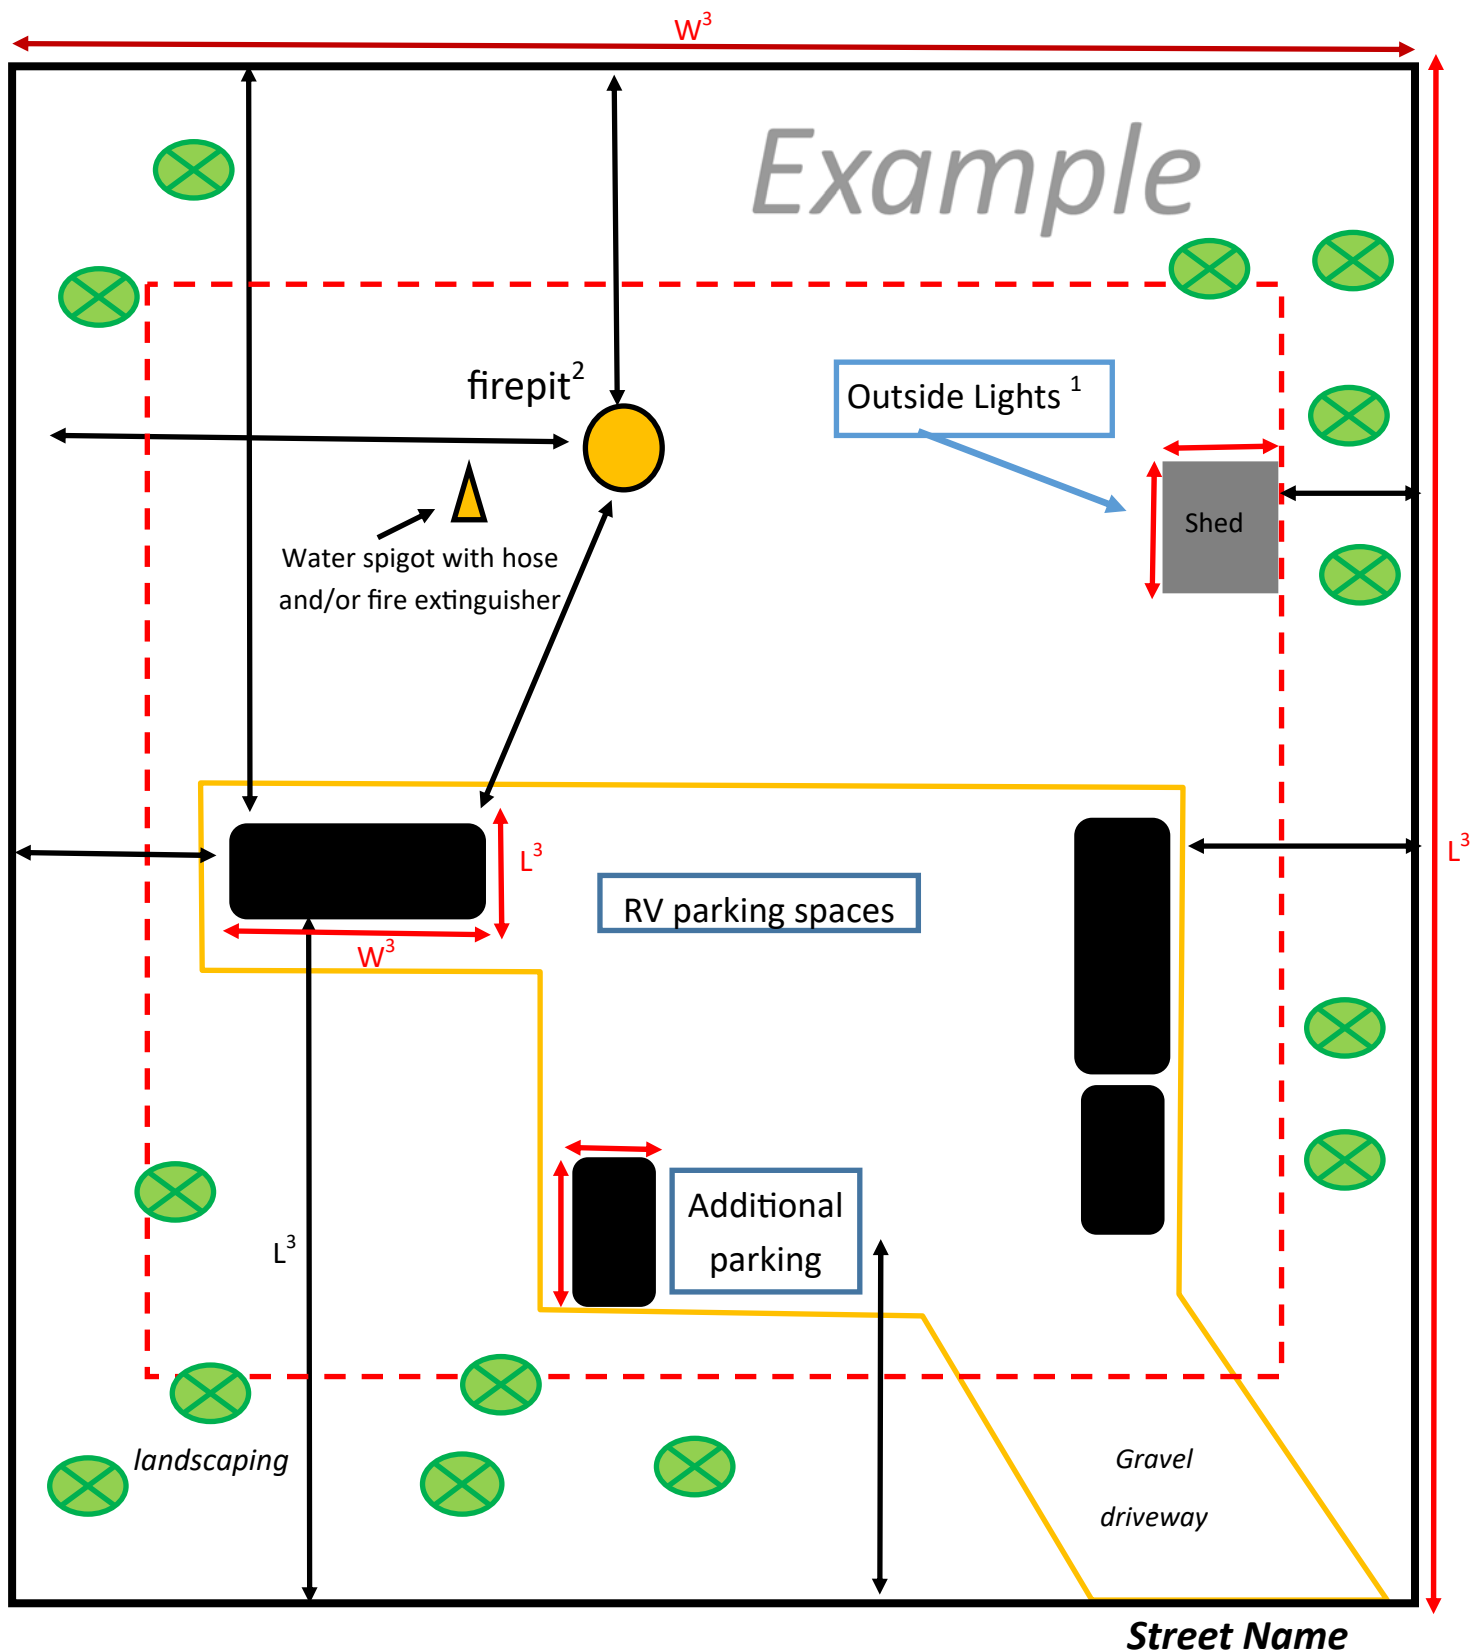 W³
Example
firepit²
Outside Lights ¹
Shed
Water spigot with hose
and/or fire extinguisher
L³
L³
RV parking spaces
W³
Additional
parking
L³
landscaping
Gravel
driveway
Street Name